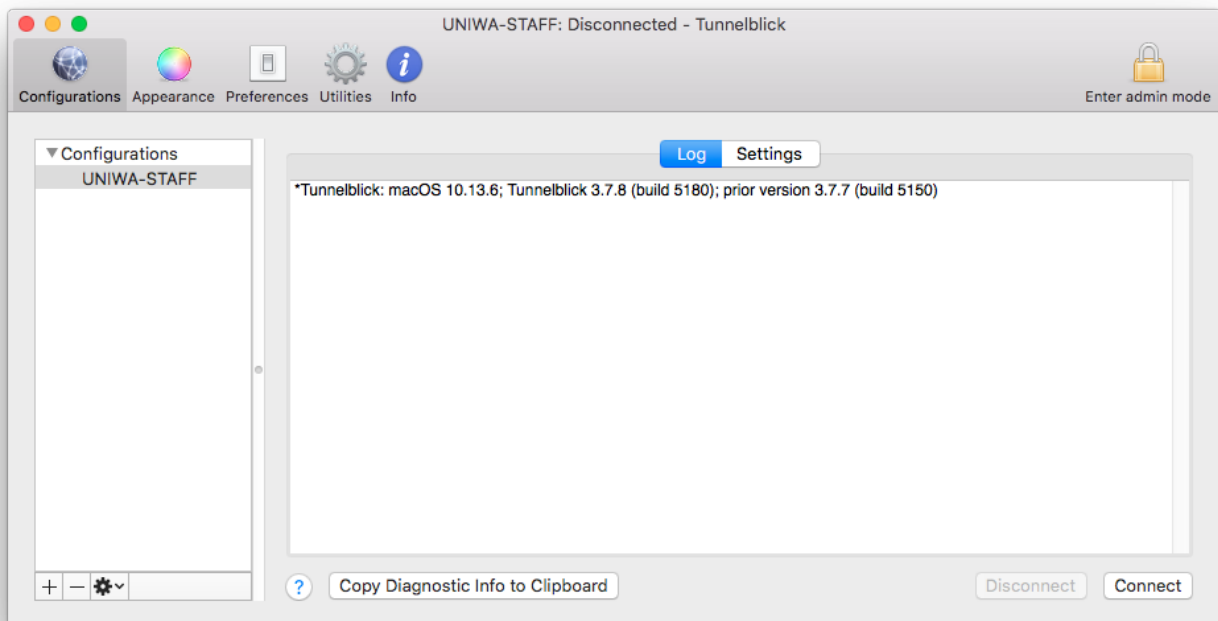 UNIWA-STAFF: Disconnected - Tunnelblick
Configurations Appearance Preferences Utilities Info Enter admin mode
Configurations
UNIWA-STAFF
Log Settings
*Tunnelblick: macOS 10.13.6; Tunnelblick 3.7.8 (build 5180); prior version 3.7.7 (build 5150)
? Copy Diagnostic Info to Clipboard Disconnect Connect